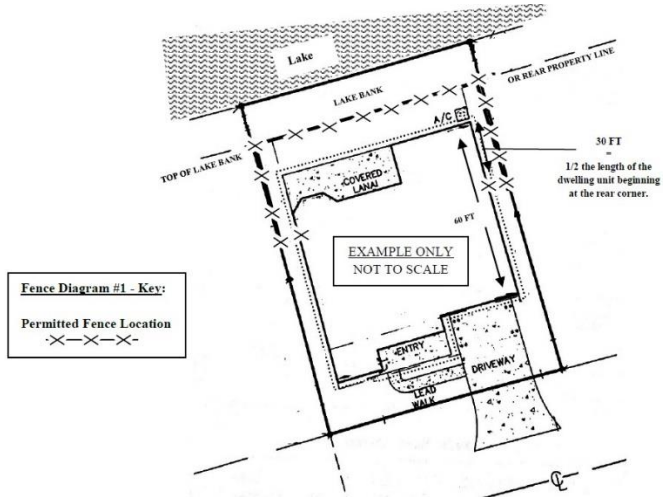 Lake
LAKE BANK
OR REAR PROPERTY LINE
TOP OF LAKE BANK
A/C
30 FT
=
1/2 the length of the
dwelling unit beginning
at the rear corner.
COVERED
LANAI
60 FT
EXAMPLE ONLY
NOT TO SCALE
Fence Diagram #1 - Key:
Permitted Fence Location
-X—X—X-
ENTRY
DRIVEWAY
LEAD
WALK
℄